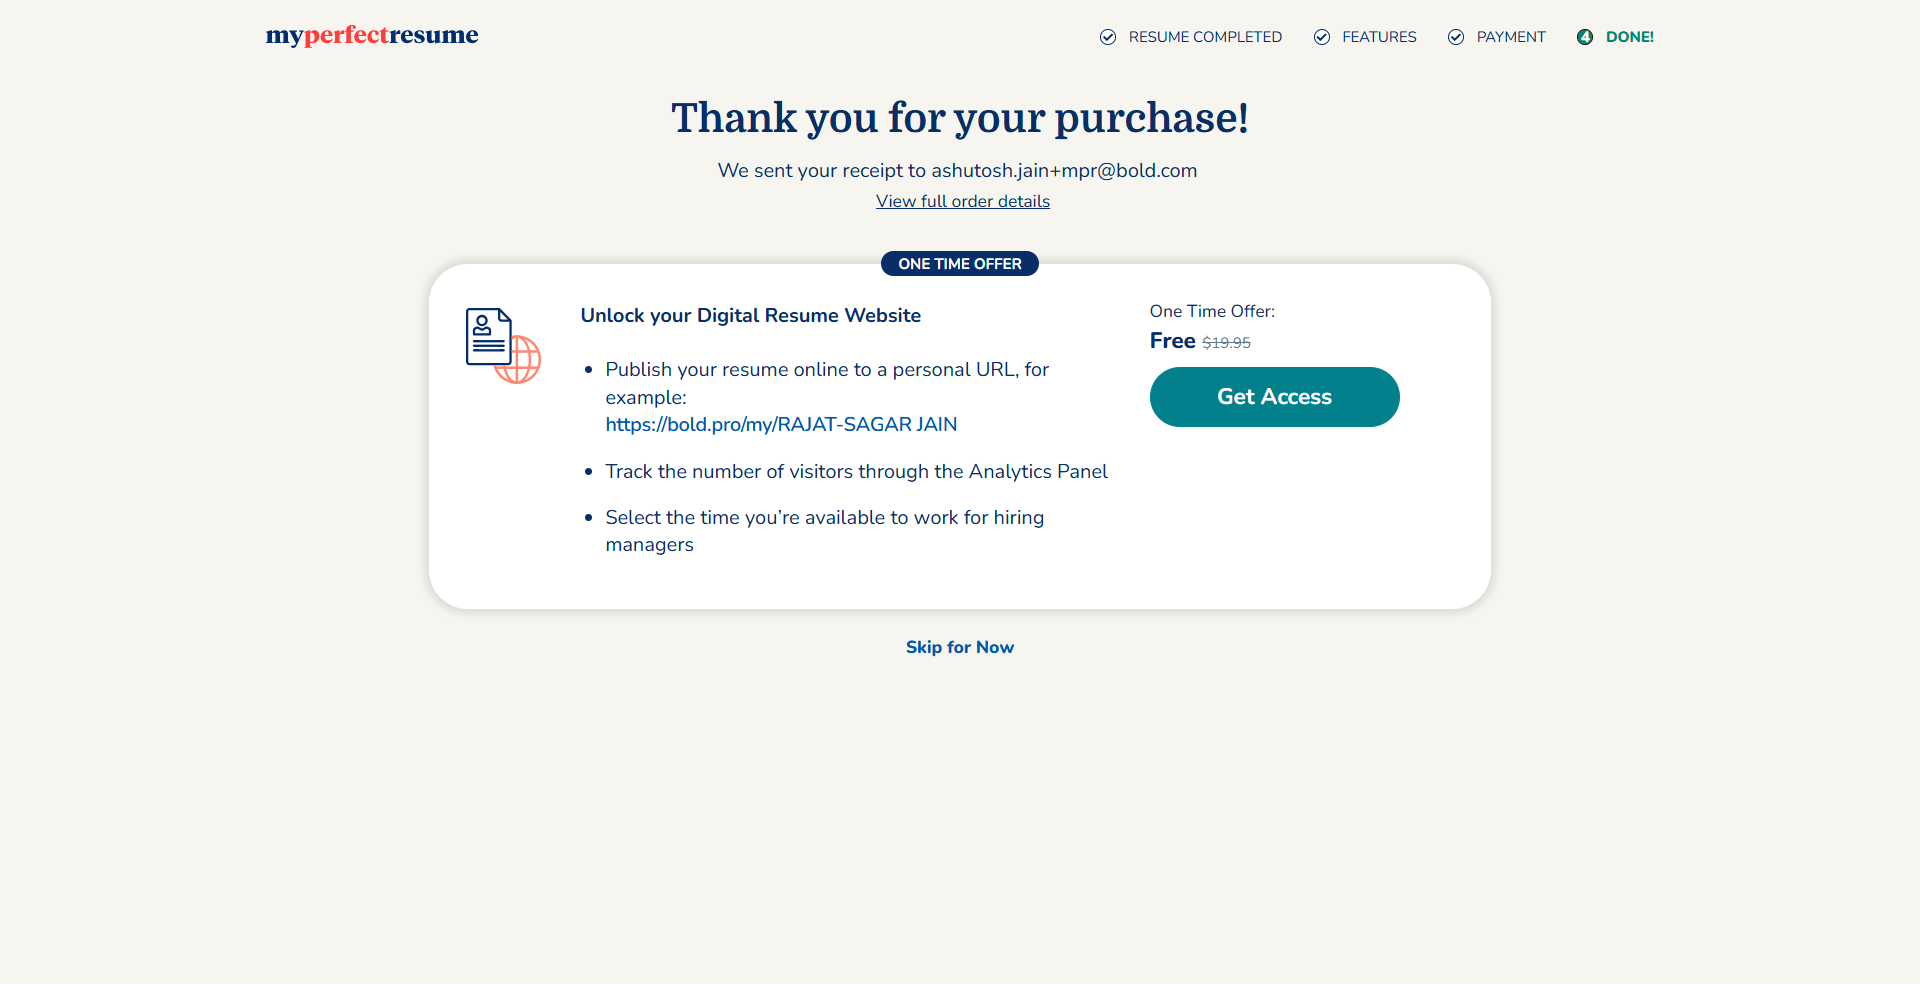 myperfectresume
RESUME COMPLETED
FEATURES
PAYMENT
4 DONE!
Thank you for your purchase!
We sent your receipt to ashutosh.jain+mpr@bold.com
View full order details
ONE TIME OFFER
Unlock your Digital Resume Website
• Publish your resume online to a personal URL, for
example:
https://bold.pro/my/RAJAT-SAGAR JAIN
• Track the number of visitors through the Analytics Panel
• Select the time you’re available to work for hiring
managers
One Time Offer:
Free $19.95
Get Access
Skip for Now